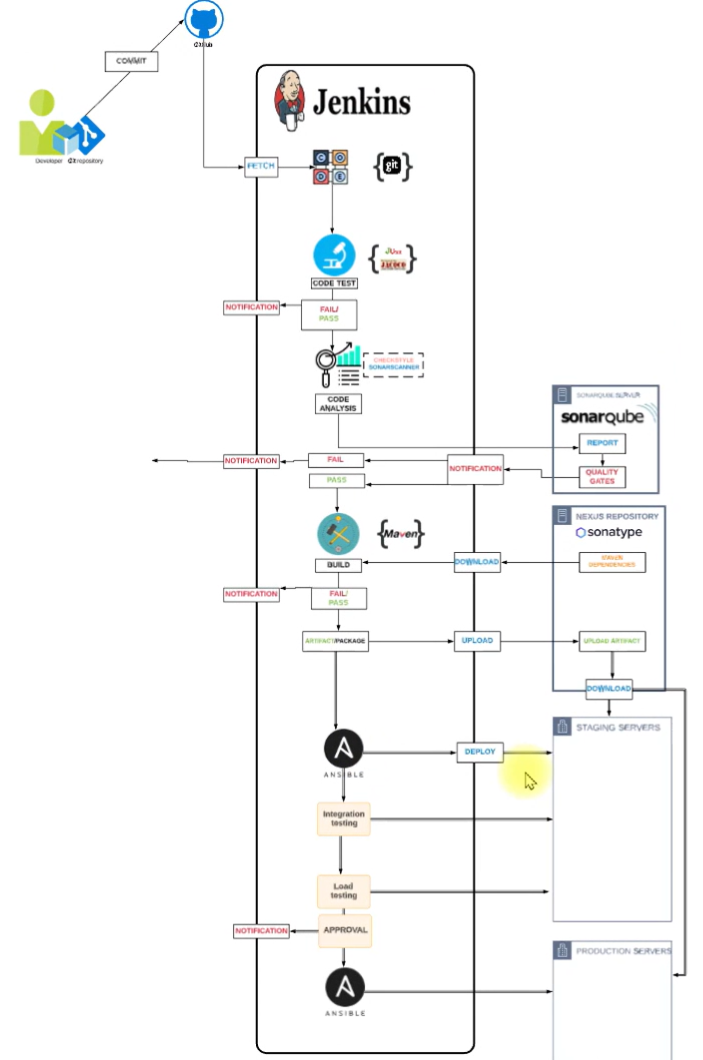 GitHub
COMMIT
Developer
Git repository
Jenkins
FETCH
C
O
D
E
{git}
JUnit
JACOCO
CODE TEST
NOTIFICATION
FAIL/
PASS
CHECKSTYLE
SONARSCANNER
CODE
ANALYSIS
SONARQUBE SERVER
sonarqube
REPORT
QUALITY
GATES
NOTIFICATION
FAIL
NOTIFICATION
PASS
NEXUS REPOSITORY
sonatype
{Maven}
BUILD
DOWNLOAD
DEPENDENCIES
NOTIFICATION
FAIL/
PASS
ARTIFACT/PACKAGE
UPLOAD
UPLOAD ARTIFACT
DOWNLOAD
STAGING SERVERS
ANSIBLE
DEPLOY
Integration
testing
Load
testing
NOTIFICATION
APPROVAL
PRODUCTION SERVERS
ANSIBLE